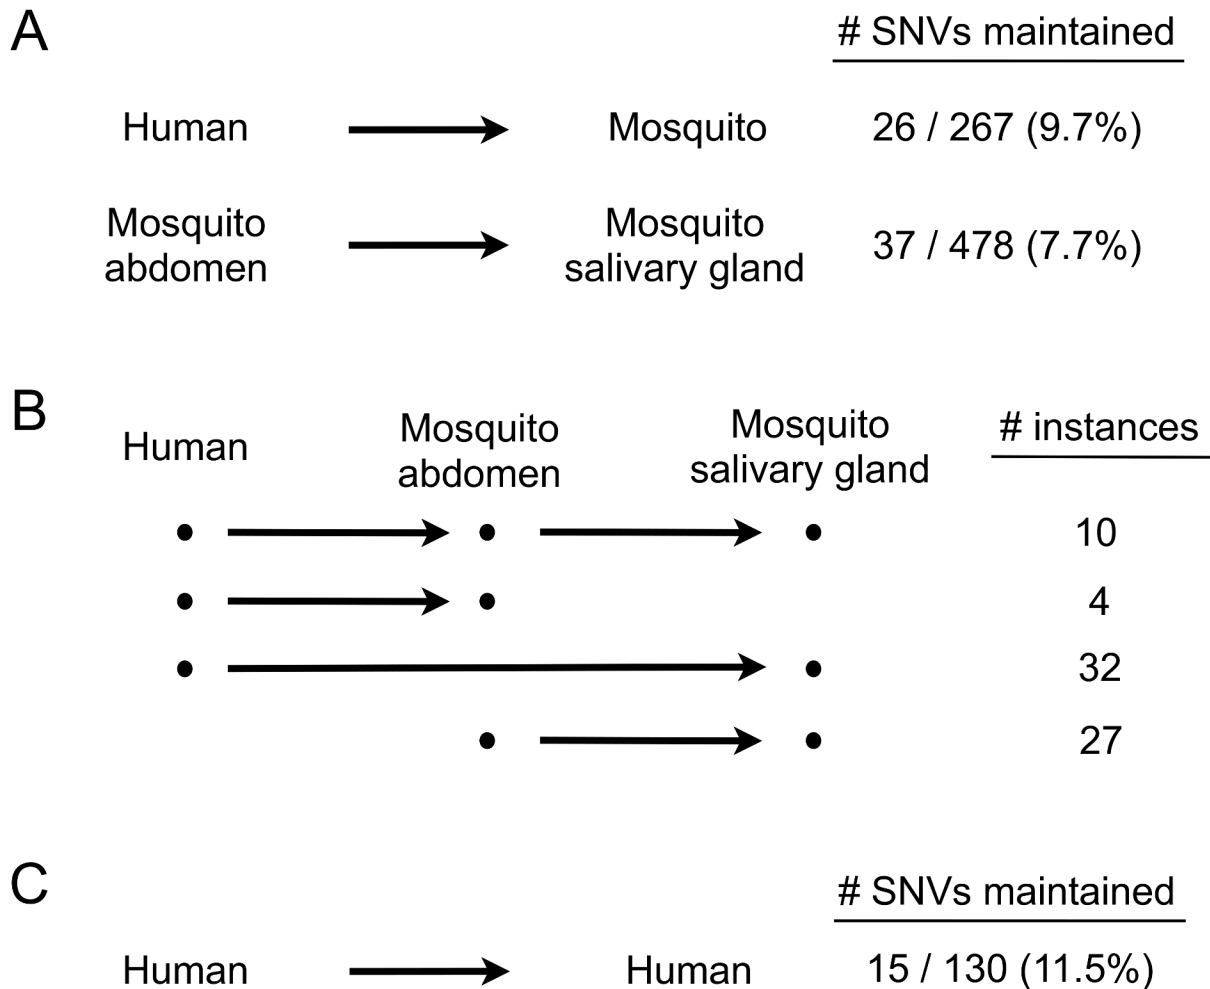 A
# SNVs maintained
Human Mosquito 26 / 267 (9.7%)
Mosquito abdomen Mosquito salivary gland 37 / 478 (7.7%)
B
Human Mosquito abdomen Mosquito salivary gland # instances
10
4
32
27
C
# SNVs maintained
Human Human 15 / 130 (11.5%)